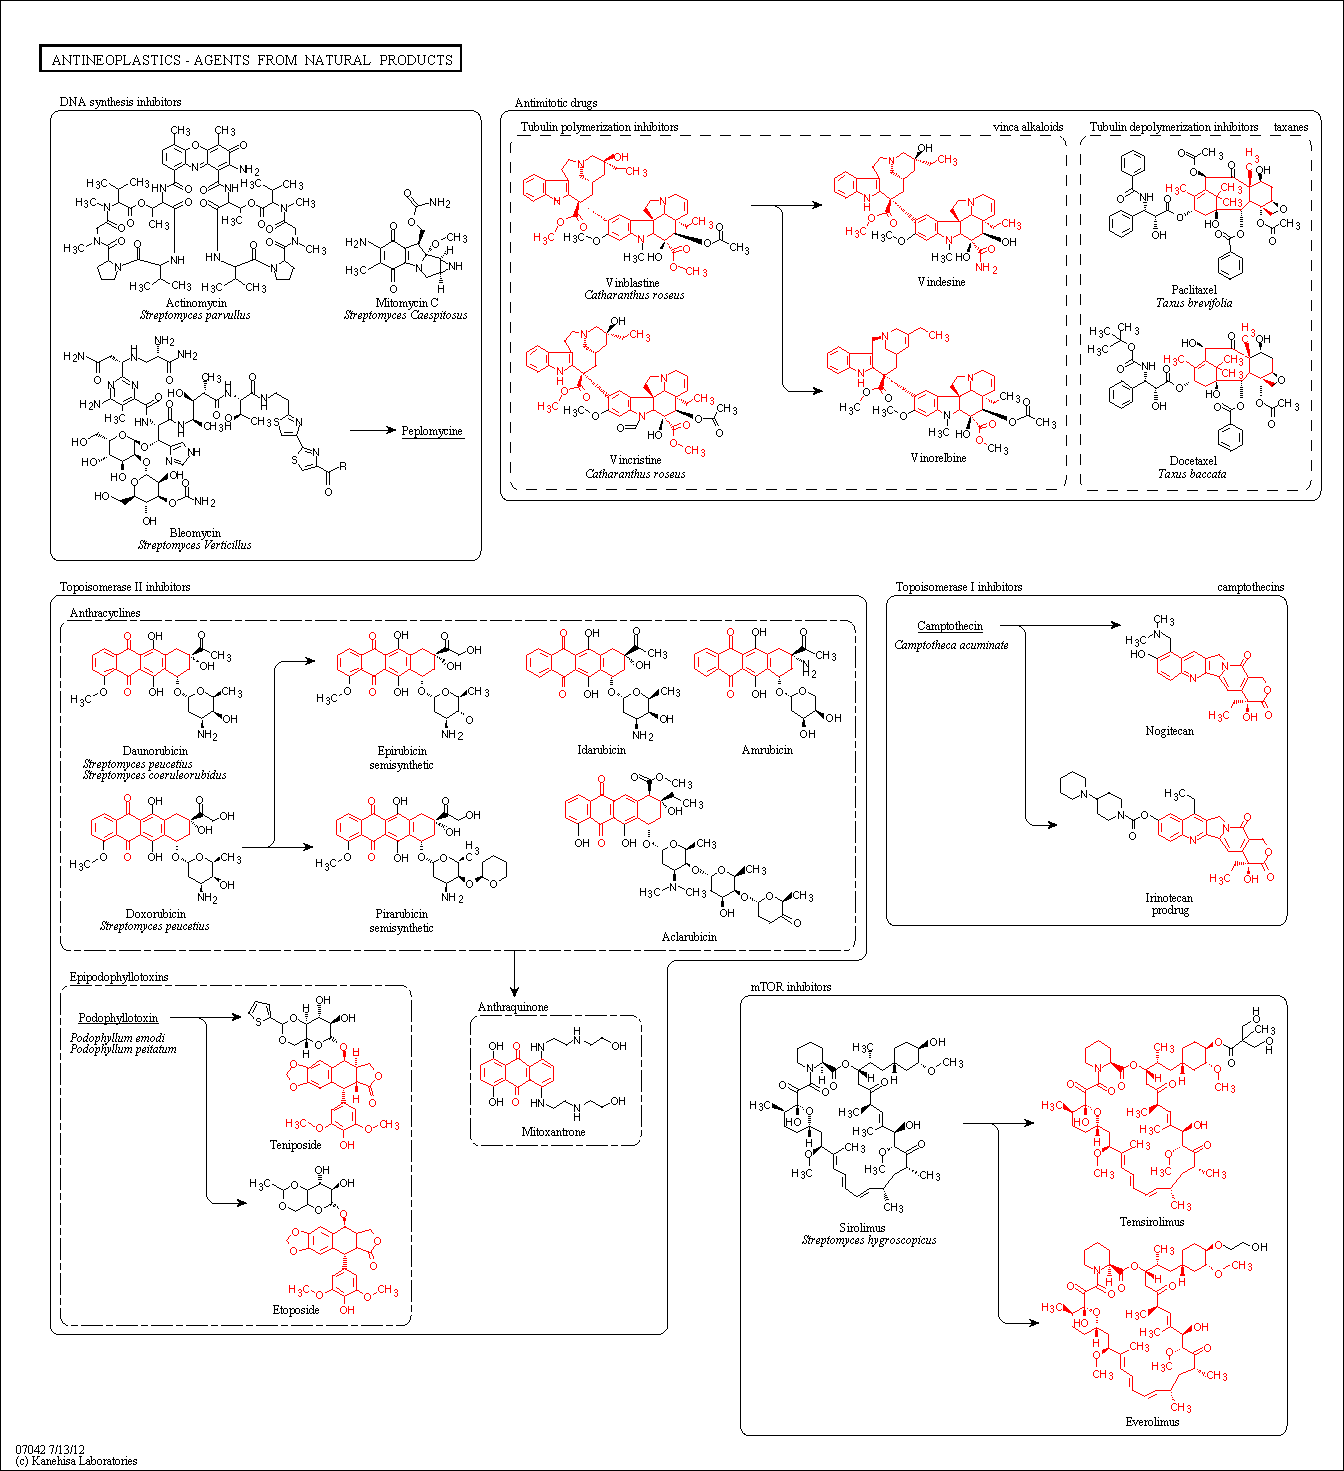 ANTINEOPLASTICS - AGENTS FROM NATURAL PRODUCTS
DNA synthesis inhibitors
Actinomycin
Streptomyces parvullus
Mitomycin C
Streptomyces Caespitosus
Bleomycin
Streptomyces Verticillus
Peplomycine
Antimitotic drugs
Tubulin polymerization inhibitors
vinca alkaloids
Vinblastine
Catharanthus roseus
Vindesine
Vincristine
Catharanthus roseus
Vinorelbine
Tubulin depolymerization inhibitors
taxanes
Paclitaxel
Taxus brevifolia
Docetaxel
Taxus baccata
Topoisomerase II inhibitors
Anthracyclines
Daunorubicin
Streptomyces peucetius
Streptomyces coeruleorubidus
Epirubicin
semisynthetic
Idarubicin
Amrubicin
Doxorubicin
Streptomyces peucetius
Pirarubicin
semisynthetic
Aclarubicin
Epipodophyllotoxins
Podophyllotoxin
Podophyllum emodi
Podophyllum peitatum
Teniposide
Etoposide
Anthraquinone
Mitoxantrone
Topoisomerase I inhibitors
camptothecins
Camptothecin
Camptotheca acuminate
Nogitecan
Irinotecan
prodrug
mTOR inhibitors
Sirolimus
Streptomyces hygroscopicus
Temsirolimus
Everolimus
07042 7/13/12
(c) Kanehisa Laboratories